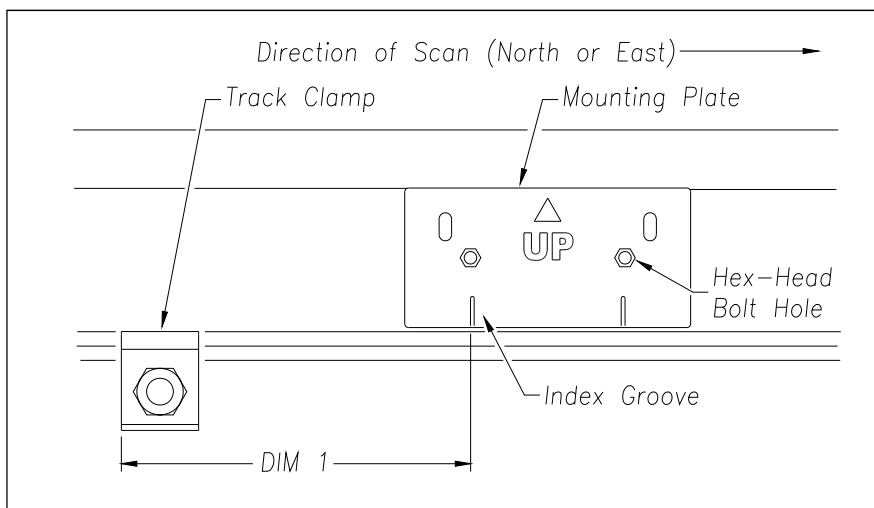 Direction of Scan (North or East)
Track Clamp
Mounting Plate
UP
Hex-Head
Bolt Hole
Index Groove
DIM 1